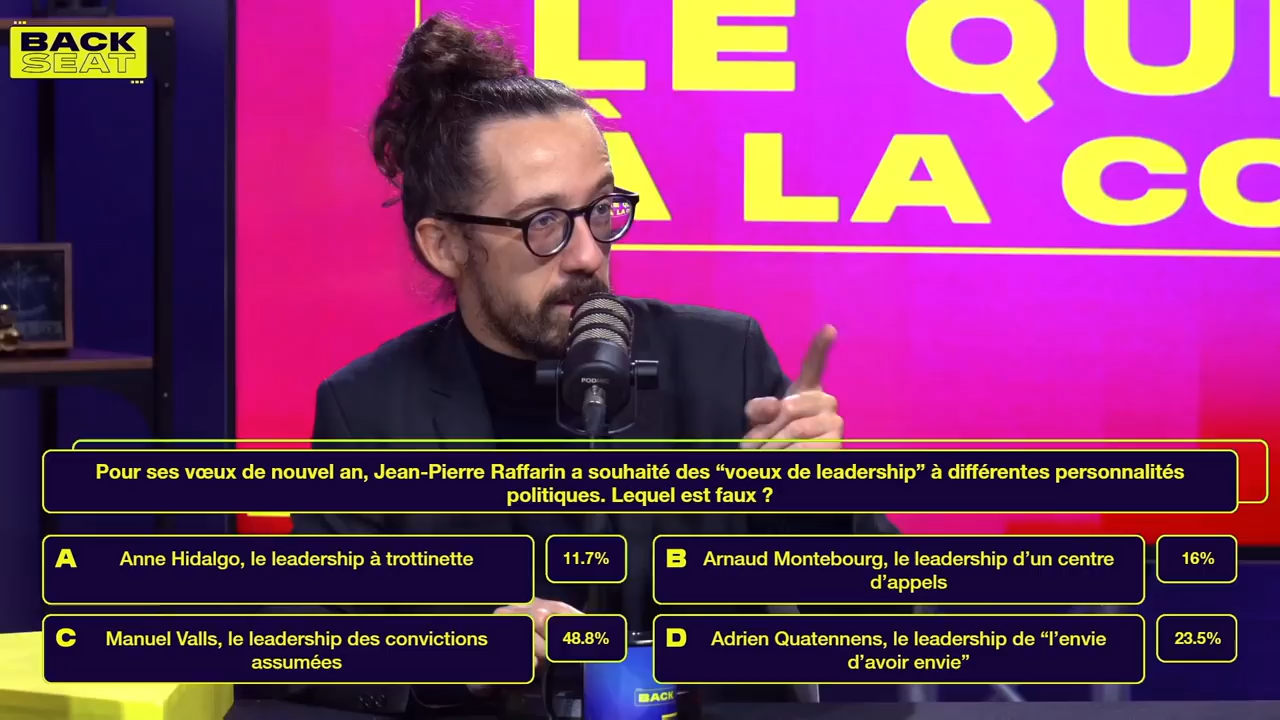 BACK
SEAT
LE QU
À LA CO
PODMIC
Pour ses vœux de nouvel an, Jean-Pierre Raffarin a souhaité des “voeux de leadership” à différentes personnalités
politiques. Lequel est faux ?
A Anne Hidalgo, le leadership à trottinette
11.7%
B Arnaud Montebourg, le leadership d’un centre
d’appels
16%
C Manuel Valls, le leadership des convictions
assumées
48.8%
D Adrien Quatennens, le leadership de “l’envie
d’avoir envie”
23.5%
BACK